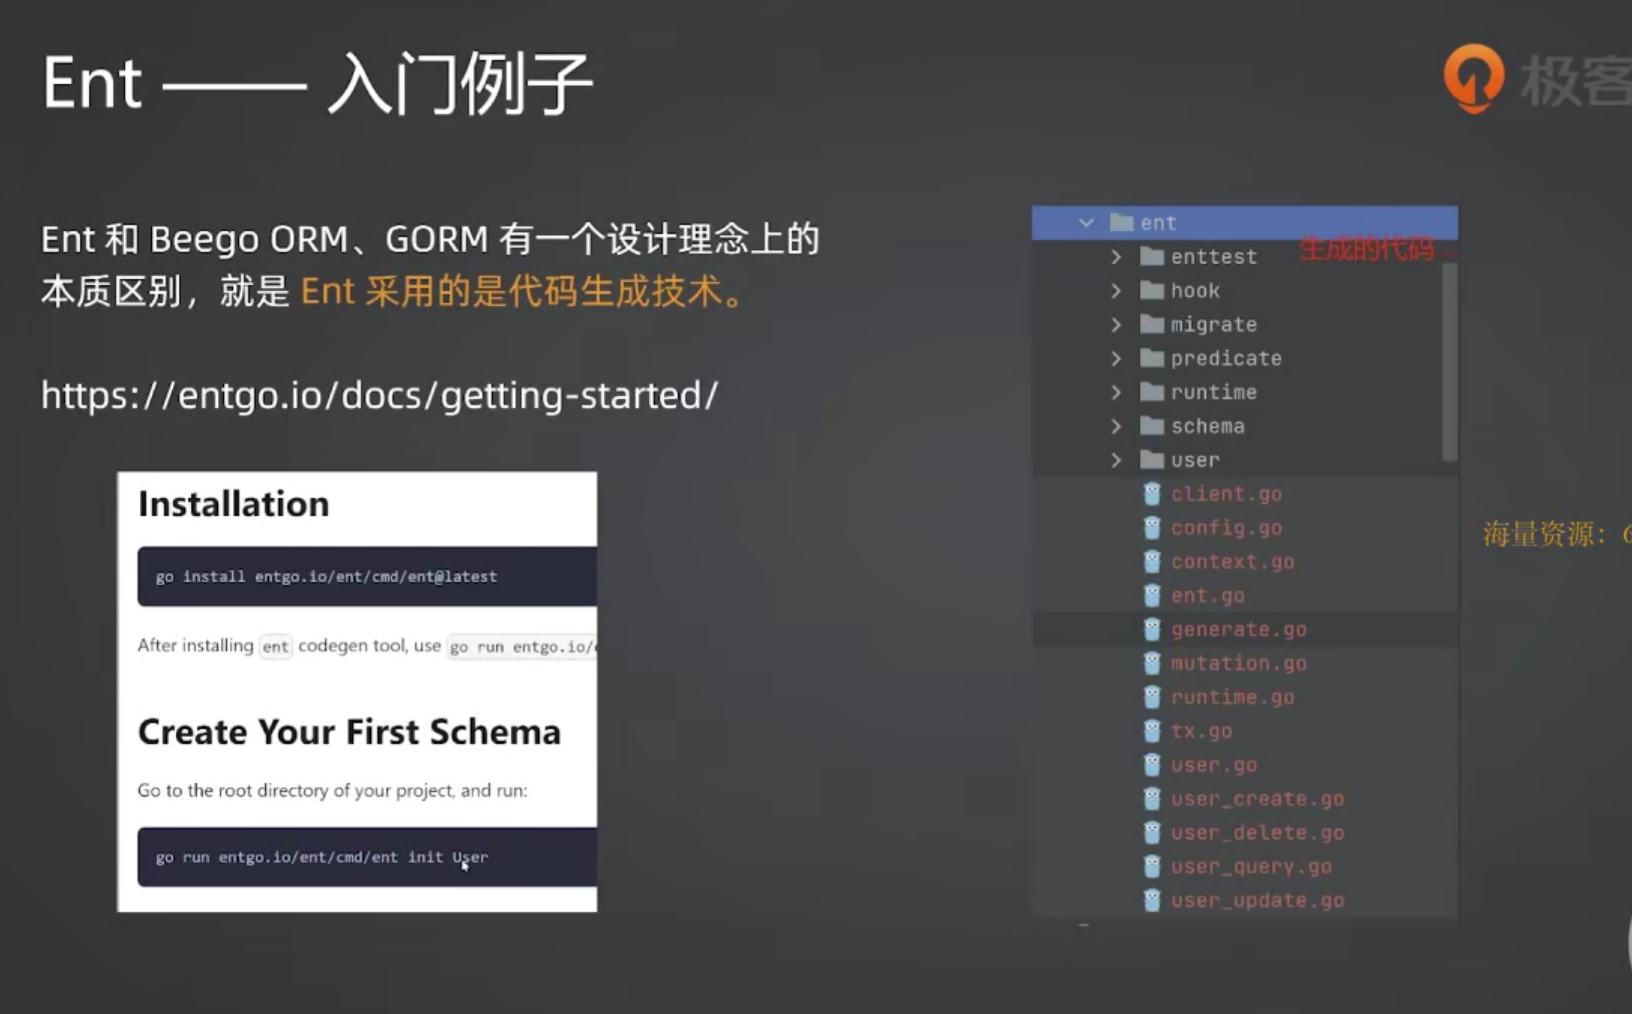 Ent —— 入门例子
极客
Ent 和 Beego ORM、GORM 有一个设计理念上的
本质区别，就是 Ent 采用的是代码生成技术。
https://entgo.io/docs/getting-started/
Installation
go install entgo.io/ent/cmd/ent@latest
After installing ent codegen tool, use go run entgo.io/
Create Your First Schema
Go to the root directory of your project, and run:
go run entgo.io/ent/cmd/ent init User
ent
生成的代码
enttest
hook
migrate
predicate
runtime
schema
user
client.go
config.go
context.go
ent.go
generate.go
mutation.go
runtime.go
tx.go
user.go
user_create.go
user_delete.go
user_query.go
user_update.go
海量资源：